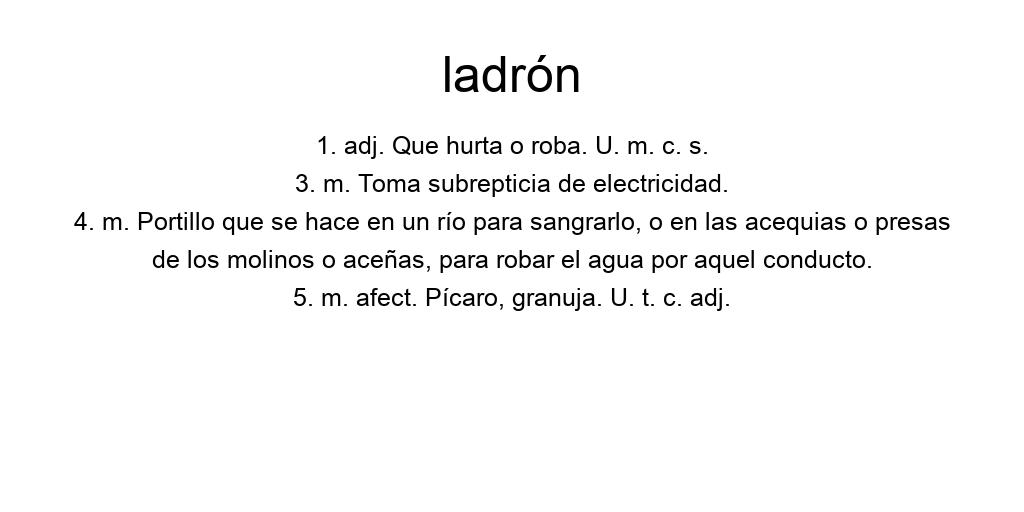 ladrón
1. adj. Que hurta o roba. U. m. c. s.
3. m. Toma subrepticia de electricidad.
4. m. Portillo que se hace en un río para sangrarlo, o en las acequias o presas
de los molinos o aceñas, para robar el agua por aquel conducto.
5. m. afect. Pícaro, granuja. U. t. c. adj.